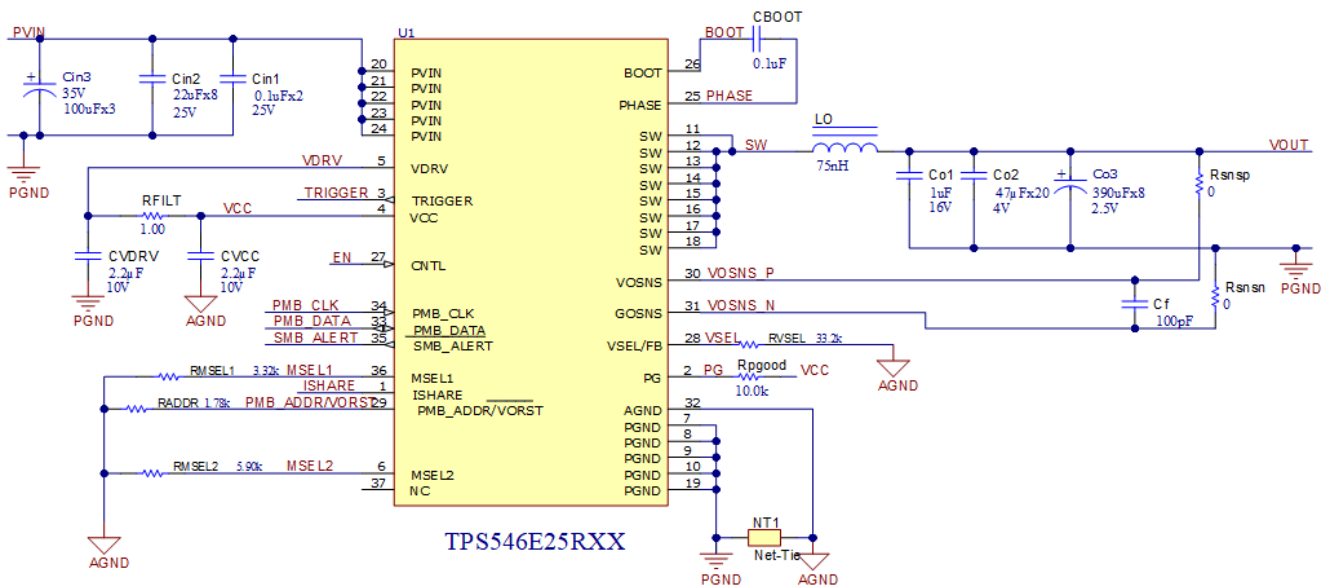 PVIN
Cin3
35V
100uFx3
Cin2
22uFx8
25V
Cin1
0.1uFx2
25V
PGND
VDRV
TRIGGER
RFILT
1.00
VCC
CVDRV
2.2µF
10V
PGND
CVCC
2.2µF
10V
AGND
EN
PMB_CLK
PMB_DATA
SMB_ALERT
RMSEL1 3.32k MSEL1
ISHARE
RADDR 1.78k PMB_ADDR/VORST
RMSEL2 5.90k MSEL2
AGND
U1
20 PVIN
21 PVIN
22 PVIN
23 PVIN
24 PVIN
5 VDRV
3 TRIGGER
4 VCC
27 CNTL
34 PMB_CLK
33 PMB_DATA
35 SMB_ALERT
36 MSEL1
1 ISHARE
29 PMB_ADDR/VORST
6 MSEL2
37 NC
BOOT 26
PHASE 25
SW 11
SW 12
SW 13
SW 14
SW 15
SW 16
SW 17
SW 18
VOSNS 30
GOSNS 31
VSEL/FB 28
PG 2
AGND 32
PGND 7
PGND 8
PGND 9
PGND 10
PGND 19
TPS546E25RXX
BOOT
CBOOT
0.1uF
PHASE
SW
LO
75nH
VOUT
Co1
1uF
16V
Co2
47µFx20
4V
Co3
390uFx8
2.5V
Rsnsp
0
PGND
VOSNS_P
VOSNS_N
Cf
100pF
Rsnsn
0
VSEL RVSEL 33.2k
AGND
PG Rpgood VCC
10.0k
NT1
Net-Tie
PGND
AGND